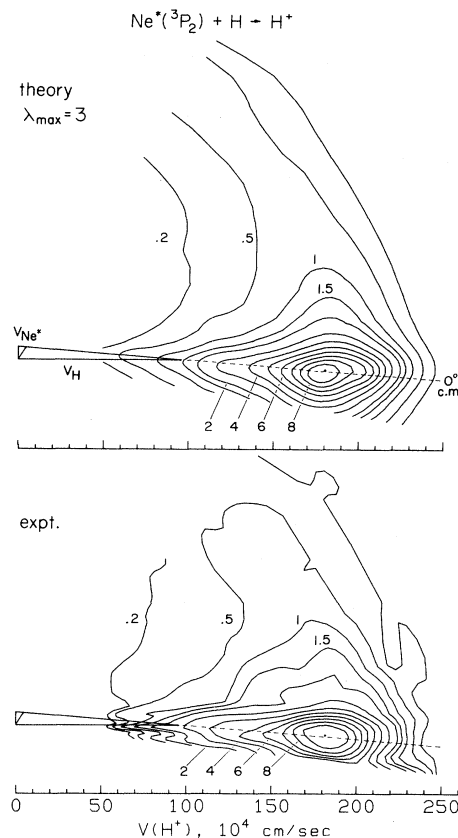 Ne*(³P₂) + H → H⁺
theory
λmax = 3
.2
.5
1
1.5
VNe*
VH
0°
c.m.
2 4 6 8
expt.
.2
.5
1
1.5
2 4 6 8
0 50 100 150 200 250
V(H⁺), 10⁴ cm/sec